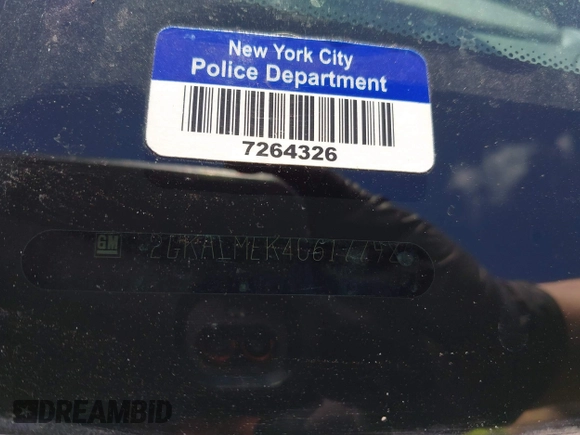 New York City
Police Department
7264326
GM
DREAMBID